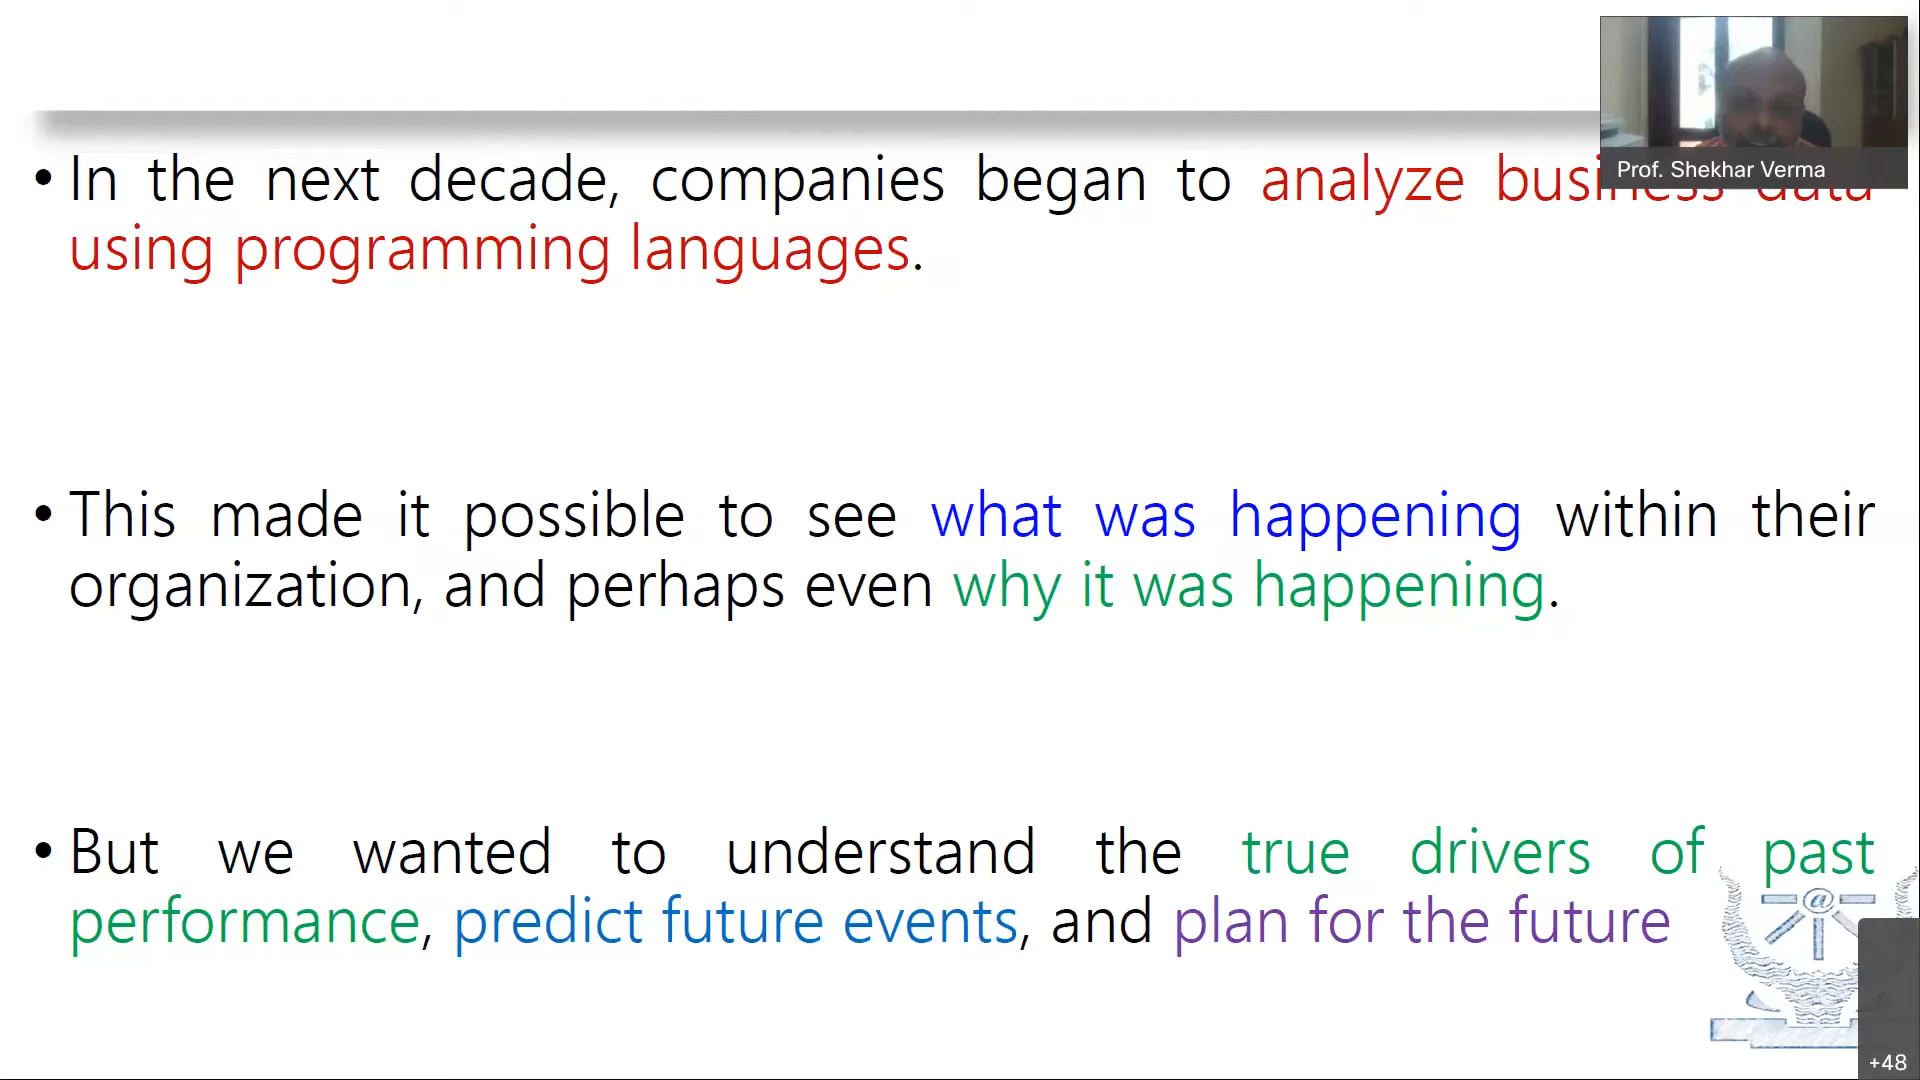 Prof. Shekhar Verma
• In the next decade, companies began to analyze business data
using programming languages.
• This made it possible to see what was happening within their
organization, and perhaps even why it was happening.
• But we wanted to understand the true drivers of past
performance, predict future events, and plan for the future
@
+48